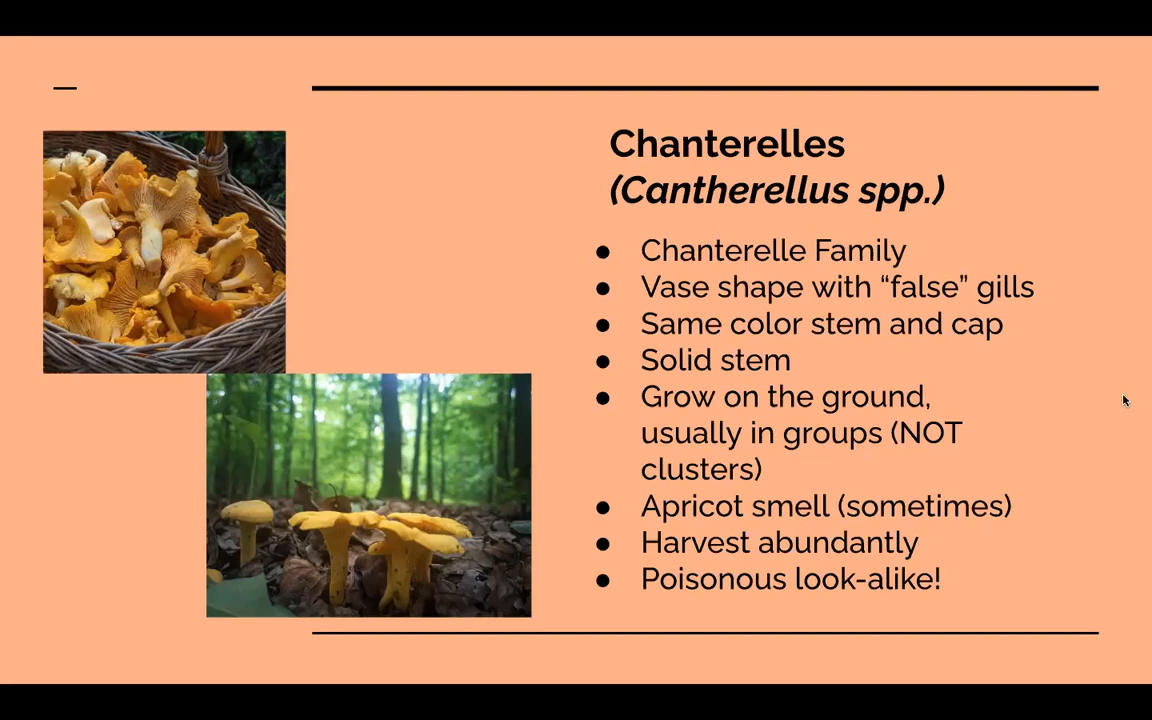 Chanterelles
(Cantherellus spp.)
● Chanterelle Family
● Vase shape with “false” gills
● Same color stem and cap
● Solid stem
● Grow on the ground,
usually in groups (NOT
clusters)
● Apricot smell (sometimes)
● Harvest abundantly
● Poisonous look-alike!